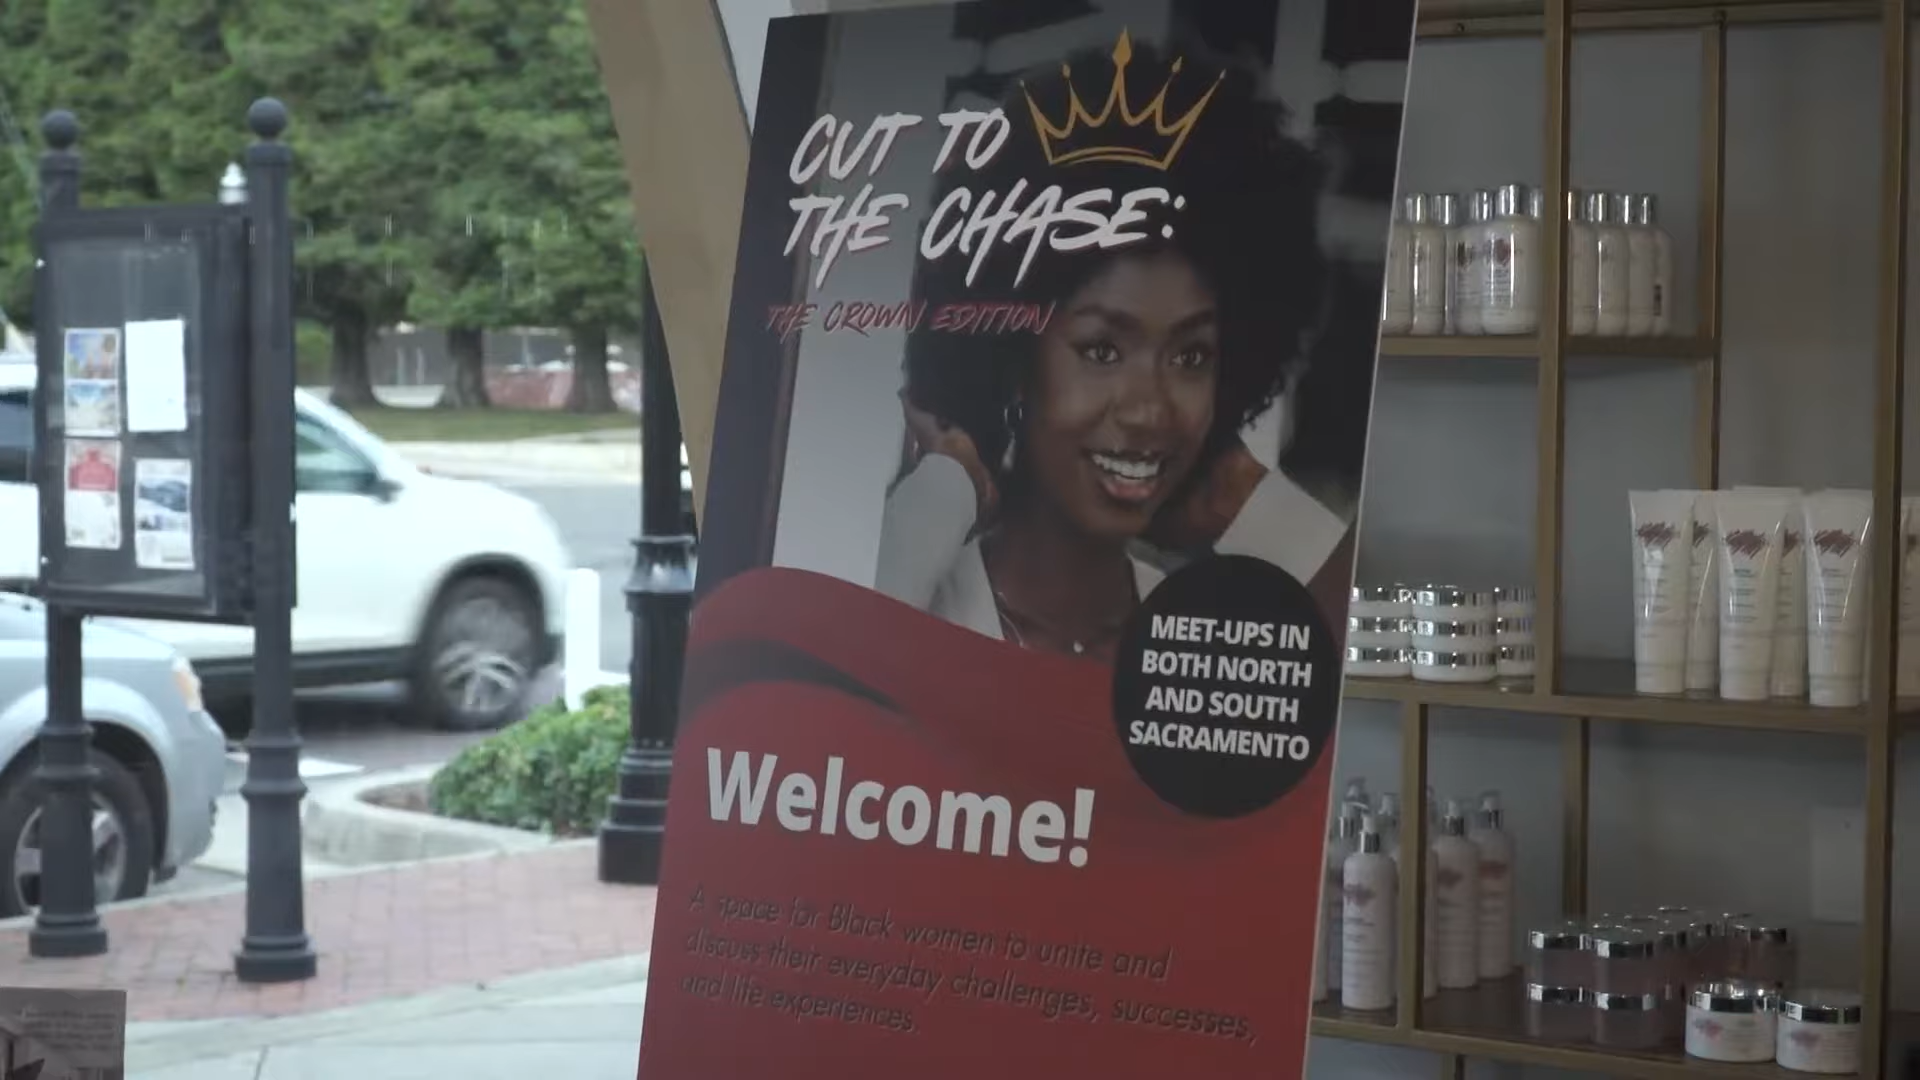 CUT TO
THE CHASE:
THE CROWN EDITION
MEET-UPS IN
BOTH NORTH
AND SOUTH
SACRAMENTO
Welcome!
A space for Black women to unite and
discuss their everyday challenges, successes,
and life experiences.